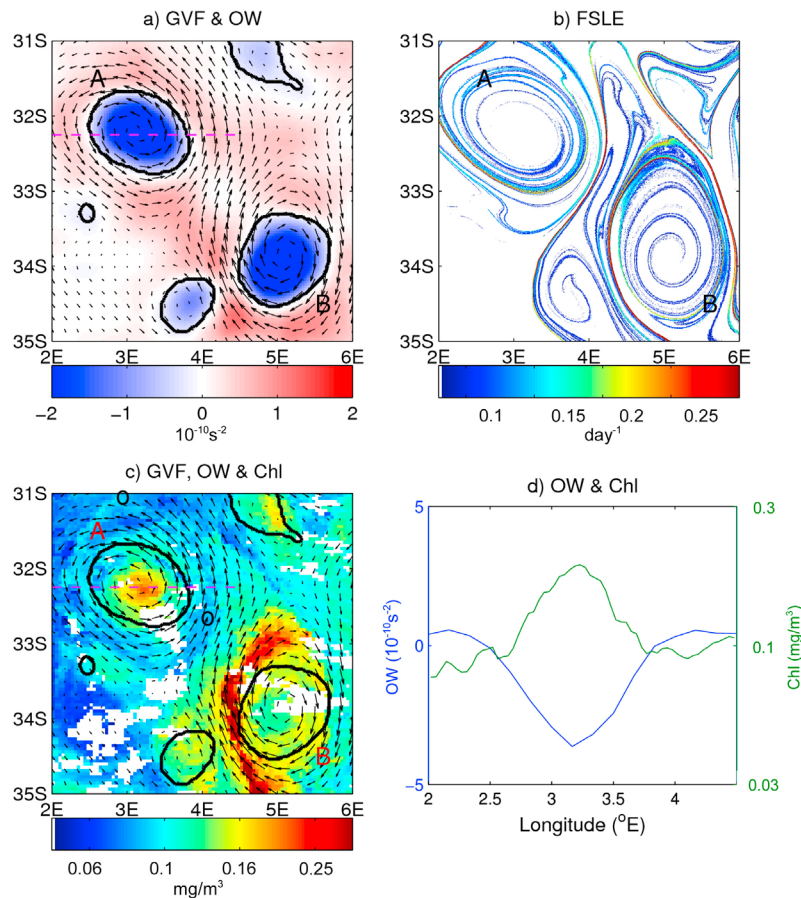 a) GVF & OW
b) FSLE
31S
32S
33S
34S
35S
A
B
2E 3E 4E 5E 6E
−2 −1 0 1 2
10⁻¹⁰s⁻²
31S
32S
33S
34S
35S
A
B
2E 3E 4E 5E 6E
0.1 0.15 0.2 0.25
day⁻¹
c) GVF, OW & Chl
d) OW & Chl
31S
32S
33S
34S
35S
A
B
2E 3E 4E 5E 6E
0.06 0.1 0.16 0.25
mg/m³
5
0
−5
OW (10⁻¹⁰s⁻²)
0.3
0.1
0.03
Chl (mg/m³)
2 2.5 3 3.5 4
Longitude (°E)